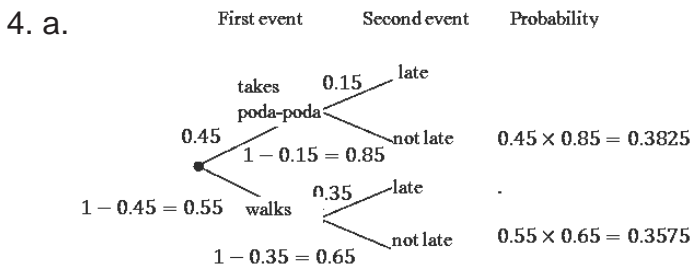 4. a.
First event Second event Probability
late
takes 0.15
poda-poda
0.45 not late 0.45 × 0.85 = 0.3825
1 − 0.15 = 0.85
0.35 late .
1 − 0.45 = 0.55 walks
not late 0.55 × 0.65 = 0.3575
1 − 0.35 = 0.65